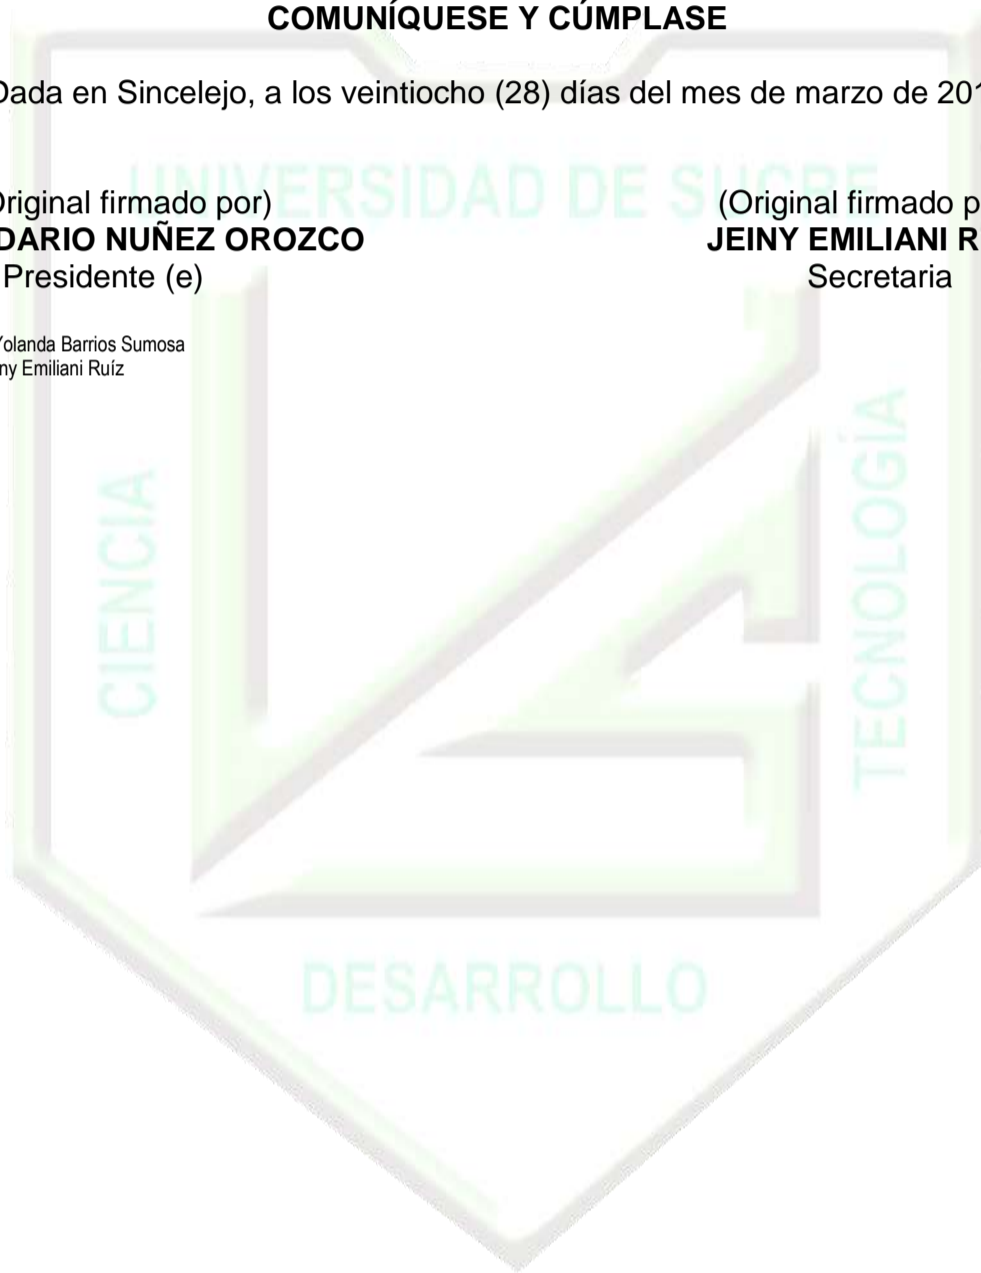 COMUNÍQUESE Y CÚMPLASE
Dada en Sincelejo, a los veintiocho (28) días del mes de marzo de 201
UNIVERSIDAD DE SUCRE
Original firmado por) (Original firmado p
DARIO NUÑEZ OROZCO JEINY EMILIANI R
Presidente (e) Secretaria
Yolanda Barrios Sumosa
ny Emiliani Ruíz
CIENCIA
TECNOLOGÍA
DESARROLLO